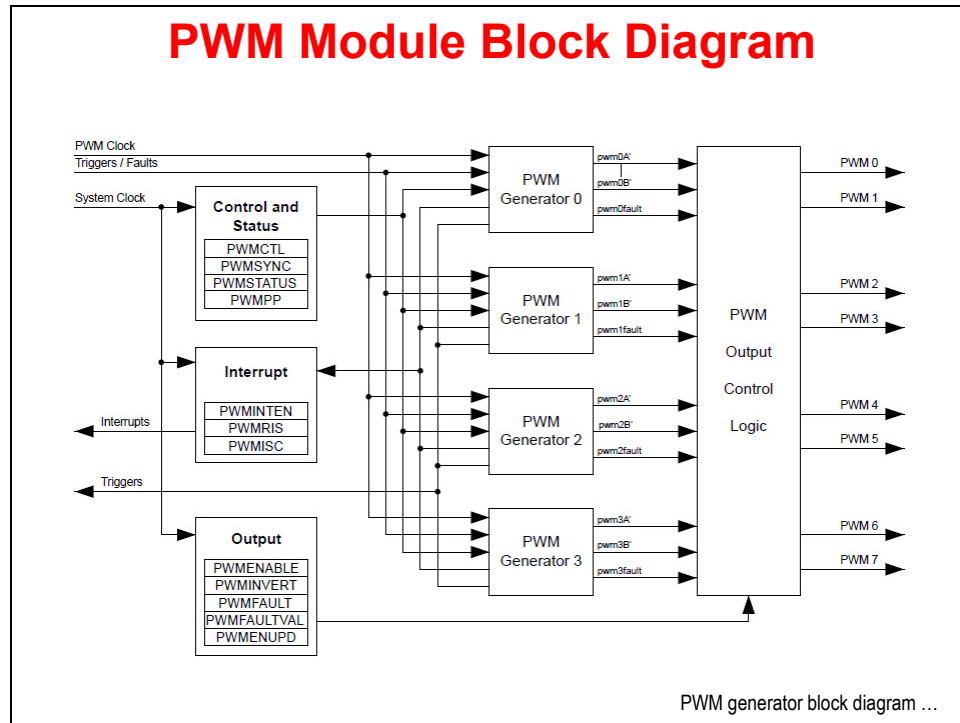 PWM Module Block Diagram
PWM Clock
Triggers / Faults
System Clock
Control and
Status
PWMCTL
PWMSYNC
PWMSTATUS
PWMPP
Interrupt
PWMINTEN
PWMRIS
PWMISC
Interrupts
Triggers
Output
PWMENABLE
PWMINVERT
PWMFAULT
PWMFAULTVAL
PWMENUPD
PWM
Generator 0
pwm0A'
pwm0B'
pwm0fault
PWM
Generator 1
pwm1A'
pwm1B'
pwm1fault
PWM
Generator 2
pwm2A'
pwm2B'
pwm2fault
PWM
Generator 3
pwm3A'
pwm3B'
pwm3fault
PWM
Output
Control
Logic
PWM 0
PWM 1
PWM 2
PWM 3
PWM 4
PWM 5
PWM 6
PWM 7
PWM generator block diagram …